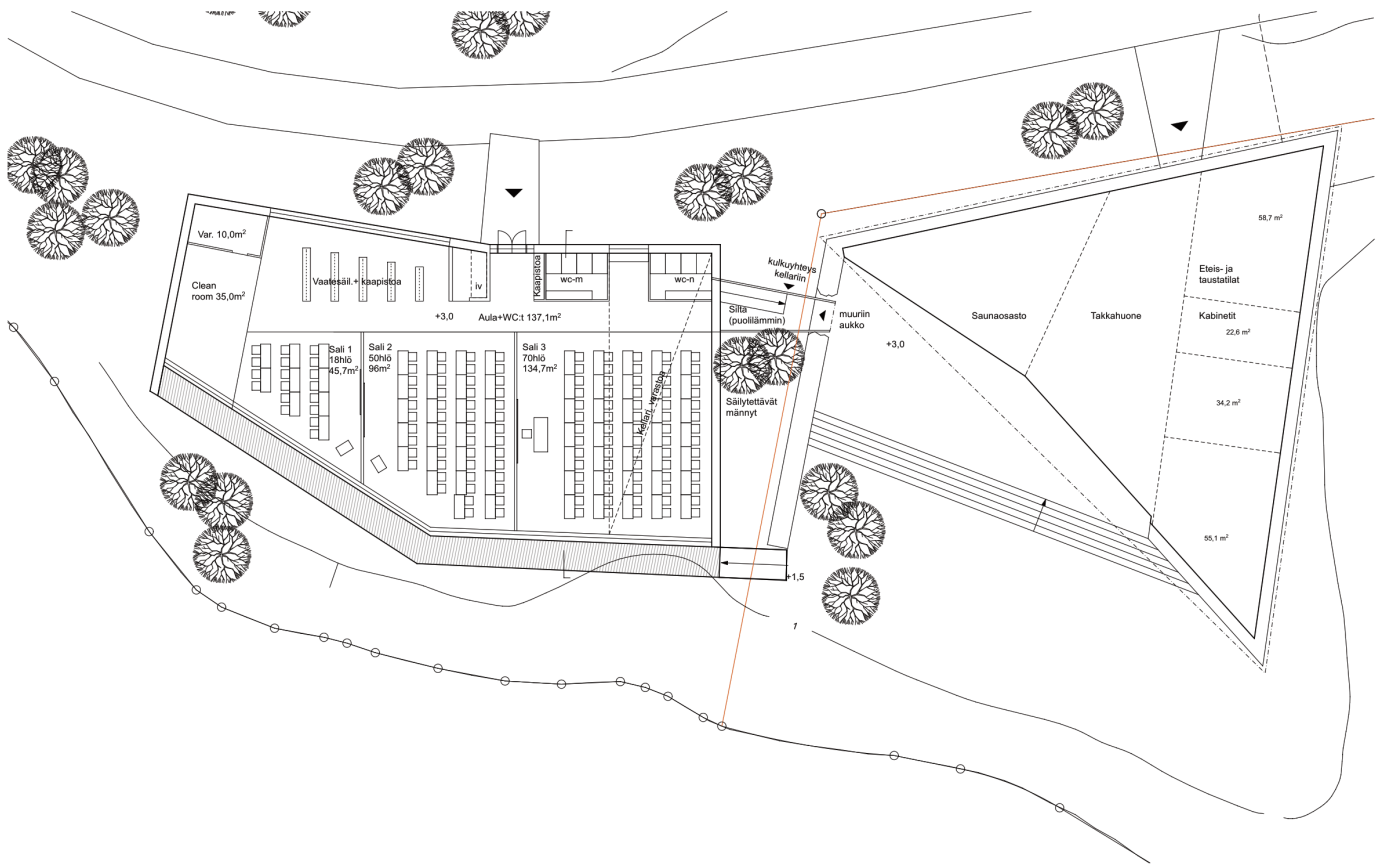 Var. 10,0m²
Clean
room 35,0m²
Vaatesäil.+ kaapistoa
iv
Kaapistoa
wc-m
wc-n
+3,0
Aula+WC:t 137,1m²
Sali 1
18hlö
45,7m²
Sali 2
50hlö
96m²
Sali 3
70hlö
134,7m²
Kellari, varastoa
kulkuyhteys
kellariin
Silta
(puolilämmin)
muuriin
aukko
+3,0
Säilytettävät
männyt
+1,5
1
Saunaosasto
Takkahuone
58,7 m²
Eteis- ja
taustatilat
Kabinetit
22,6 m²
34,2 m²
55,1 m²